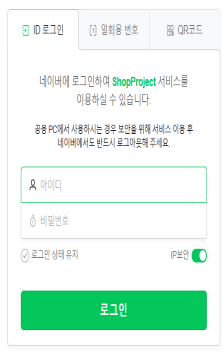 ID 로그인
일회용 번호
QR코드
네이버에 로그인하여 ShopProject 서비스를
이용하실 수 있습니다.
공용 PC에서 사용하시는 경우 보안을 위해 서비스 이용 후
네이버에서도 반드시 로그아웃해 주세요.
아이디
비밀번호
로그인 상태 유지
IP보안
로그인